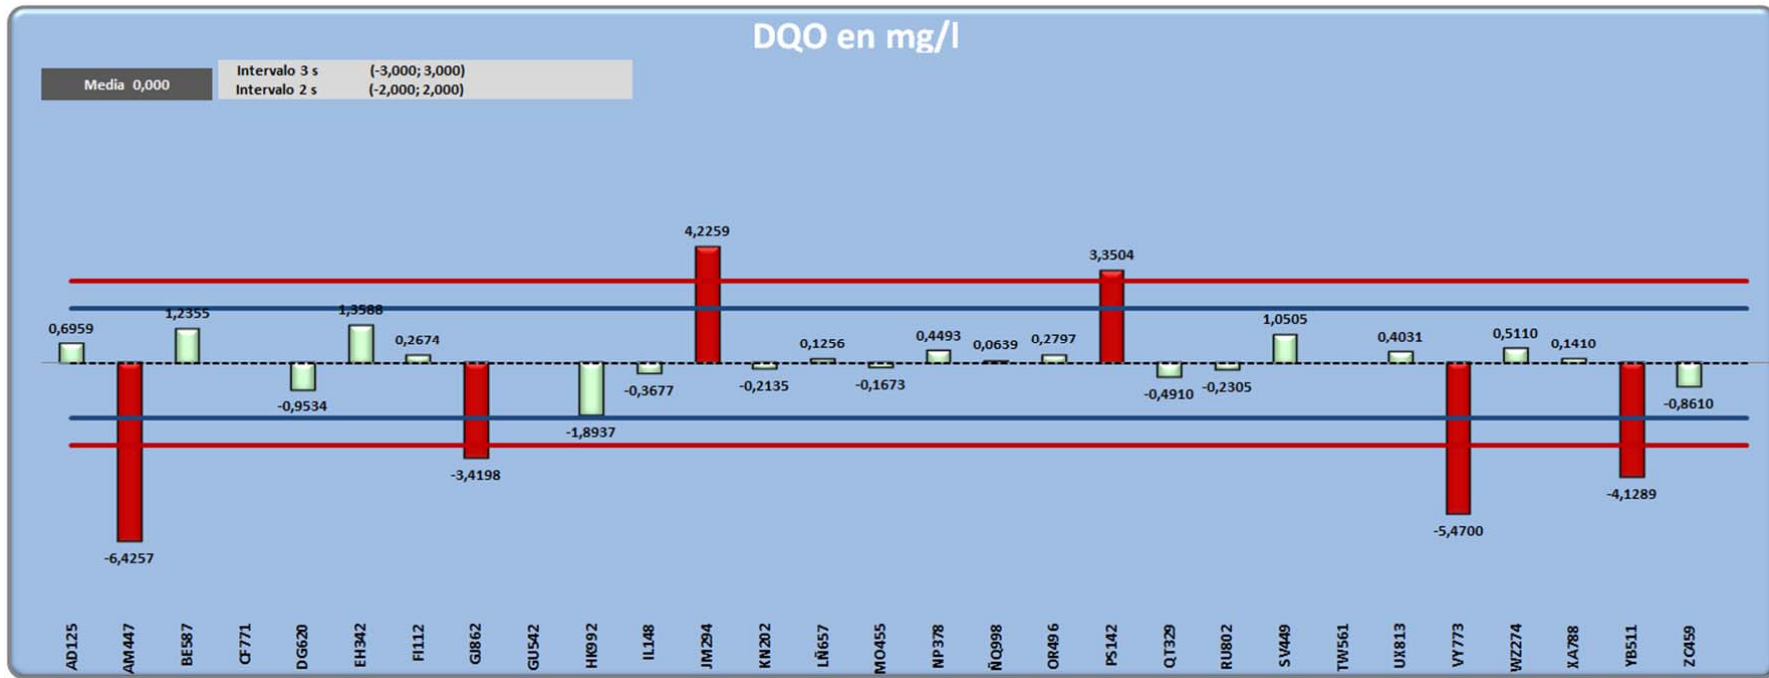 DQO en mg/l
Media 0,000
Intervalo 3 s (-3,000; 3,000)
Intervalo 2 s (-2,000; 2,000)
4,2259
3,3504
0,6959
1,2355
1,3588
0,2674
0,1256
0,4493
0,0639
0,2797
1,0505
0,4031
0,5110
0,1410
-6,4257
-0,9534
-3,4198
-1,8937
-0,3677
-0,2135
-0,1673
-0,4910
-0,2305
-5,4700
-4,1289
-0,8610
AD125
AM447
BE587
CF771
DG620
EH342
FI112
GJ862
GU542
HK992
IL148
JM294
KN202
LÑ657
MO455
NP378
ÑQ998
OR496
PS142
QT329
RU802
SV449
TW561
UX813
VY773
WZ274
XA788
YB511
ZC459